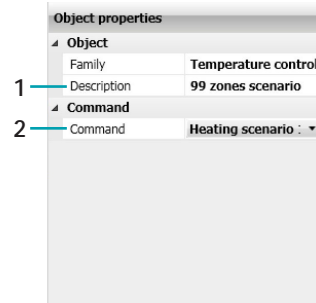 Object properties
Object
Family Temperature control
1 Description 99 zones scenario
Command
2 Command Heating scenario